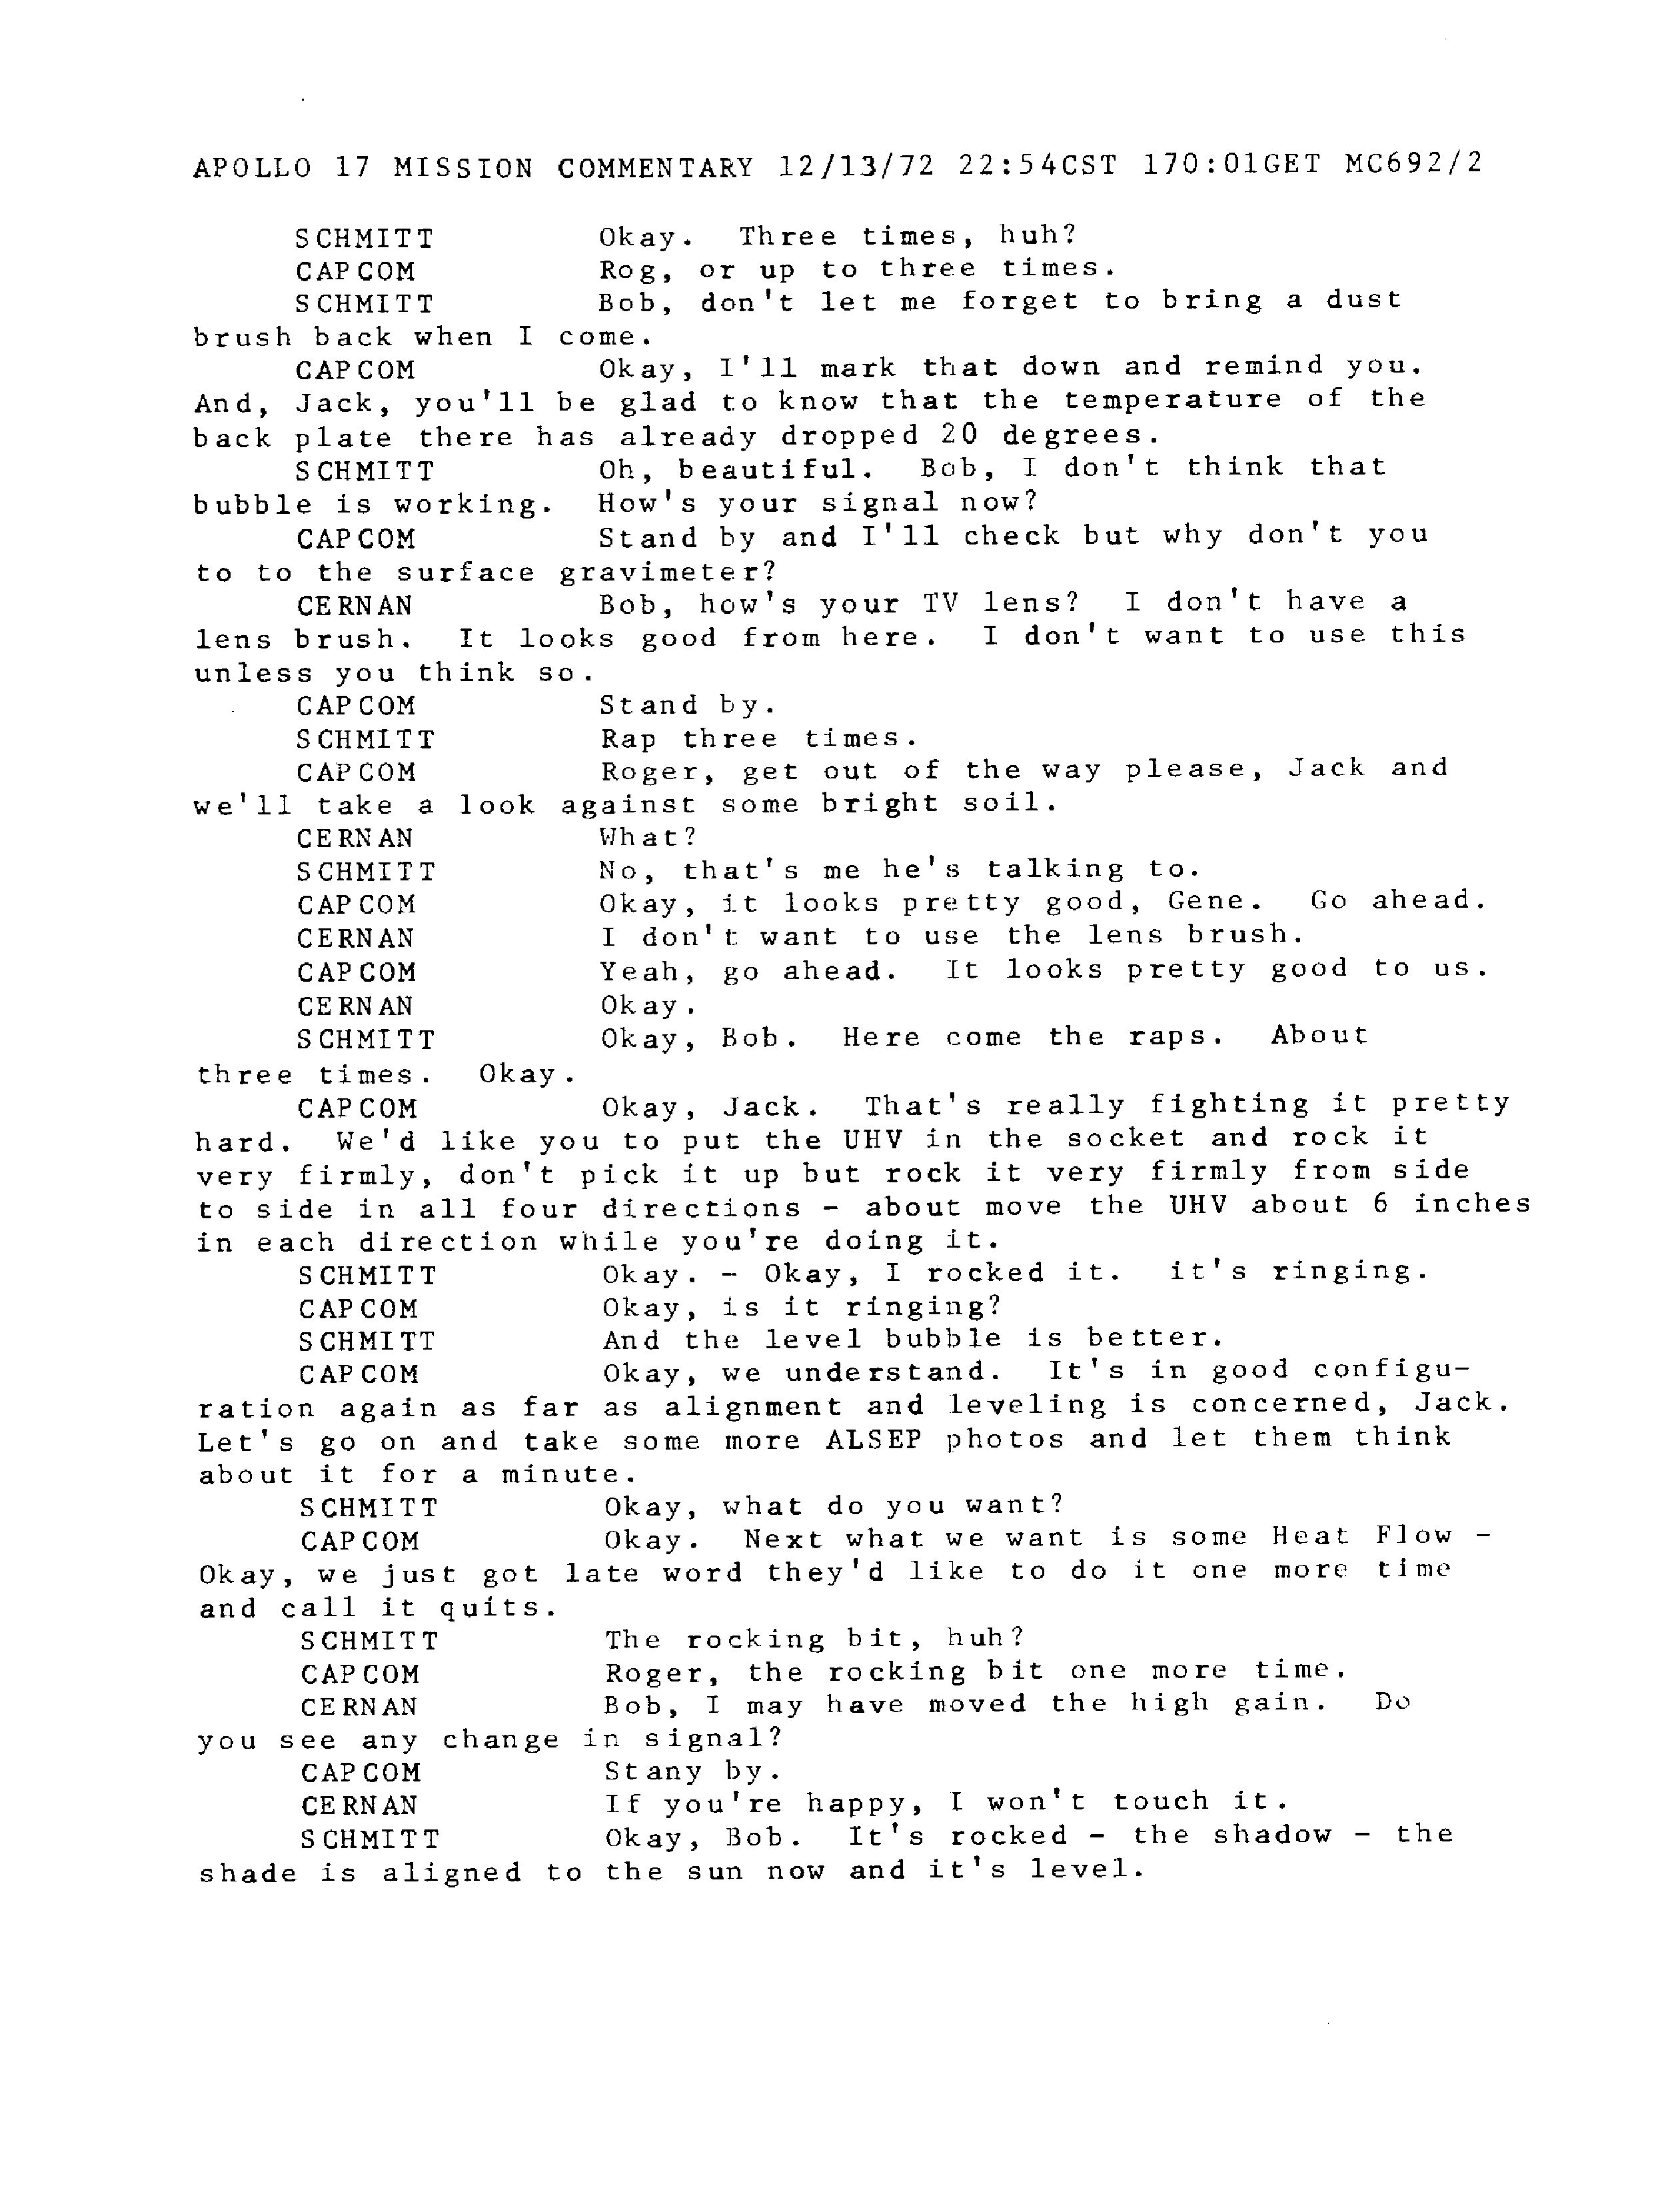 APOLLO 17 MISSION COMMENTARY 12/13/72 22:54CST 170:01GET MC692/2
SCHMITT Okay. Three times, huh?
CAPCOM Rog, or up to three times.
SCHMITT Bob, don't let me forget to bring a dust
brush back when I come.
CAPCOM Okay, I'll mark that down and remind you.
And, Jack, you'll be glad to know that the temperature of the
back plate there has already dropped 20 degrees.
SCHMITT Oh, beautiful. Bob, I don't think that
bubble is working. How's your signal now?
CAPCOM Stand by and I'll check but why don't you
to to the surface gravimeter?
CERNAN Bob, how's your TV lens? I don't have a
lens brush. It looks good from here. I don't want to use this
unless you think so.
CAPCOM Stand by.
SCHMITT Rap three times.
CAPCOM Roger, get out of the way please, Jack and
we'll take a look against some bright soil.
CERNAN What?
SCHMITT No, that's me he's talking to.
CAPCOM Okay, it looks pretty good, Gene. Go ahead.
CERNAN I don't want to use the lens brush.
CAPCOM Yeah, go ahead. It looks pretty good to us.
CERNAN Okay.
SCHMITT Okay, Bob. Here come the raps. About
three times. Okay.
CAPCOM Okay, Jack. That's really fighting it pretty
hard. We'd like you to put the UHV in the socket and rock it
very firmly, don't pick it up but rock it very firmly from side
to side in all four directions - about move the UHV about 6 inches
in each direction while you're doing it.
SCHMITT Okay. - Okay, I rocked it. it's ringing.
CAPCOM Okay, is it ringing?
SCHMITT And the level bubble is better.
CAPCOM Okay, we understand. It's in good configu-
ration again as far as alignment and leveling is concerned, Jack.
Let's go on and take some more ALSEP photos and let them think
about it for a minute.
SCHMITT Okay, what do you want?
CAPCOM Okay. Next what we want is some Heat Flow -
Okay, we just got late word they'd like to do it one more time
and call it quits.
SCHMITT The rocking bit, huh?
CAPCOM Roger, the rocking bit one more time.
CERNAN Bob, I may have moved the high gain. Do
you see any change in signal?
CAPCOM Stany by.
CERNAN If you're happy, I won't touch it.
SCHMITT Okay, Bob. It's rocked - the shadow - the
shade is aligned to the sun now and it's level.